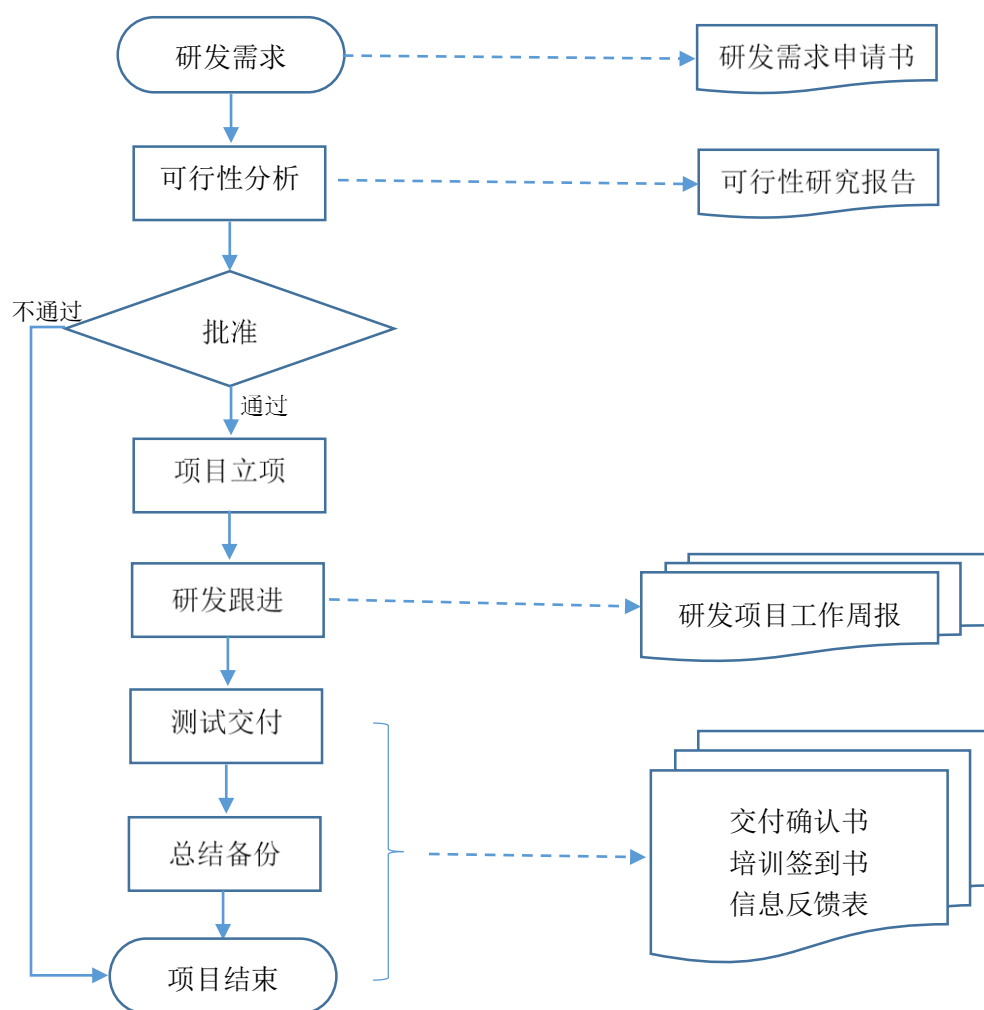 研发需求
研发需求申请书
可行性分析
可行性研究报告
不通过
批准
通过
项目立项
研发跟进
研发项目工作周报
测试交付
交付确认书
总结备份
培训签到书
信息反馈表
项目结束